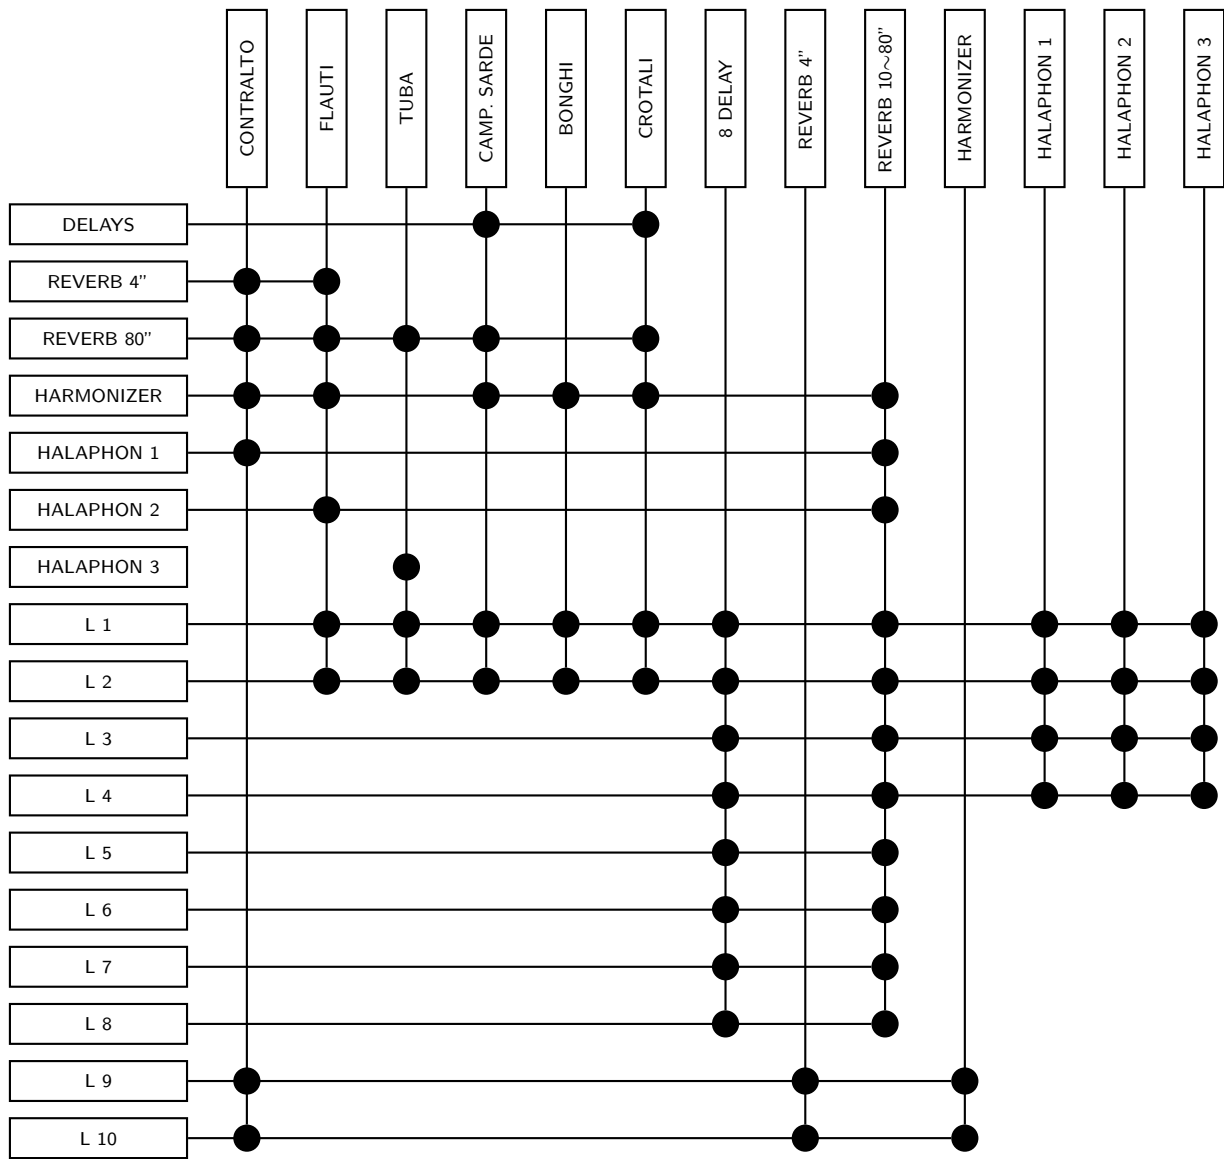 CONTRALTO
FLAUTI
TUBA
CAMP. SARDE
BONGHI
CROTALI
8 DELAY
REVERB 4"
REVERB 10∼80"
HARMONIZER
HALAPHON 1
HALAPHON 2
HALAPHON 3
DELAYS
REVERB 4”
REVERB 80”
HARMONIZER
HALAPHON 1
HALAPHON 2
HALAPHON 3
L 1
L 2
L 3
L 4
L 5
L 6
L 7
L 8
L 9
L 10